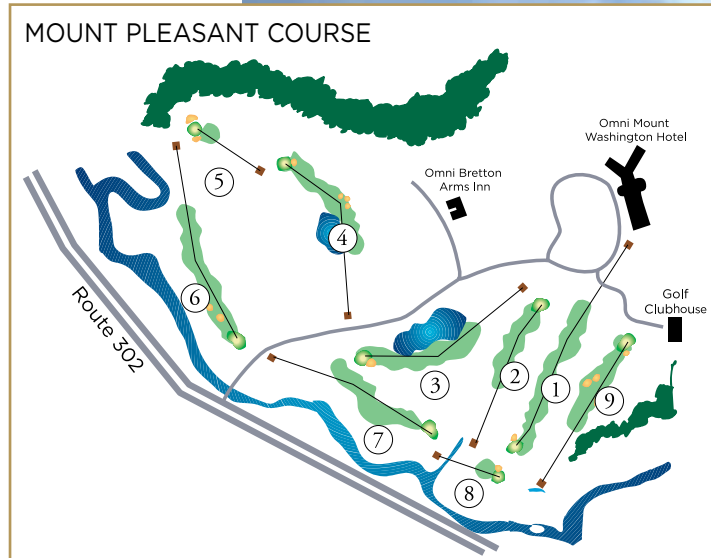 MOUNT PLEASANT COURSE
Omni Mount
Washington Hotel
Omni Bretton
Arms Inn
5
4
6
Golf
Clubhouse
Route 302
3
2
1
9
7
8